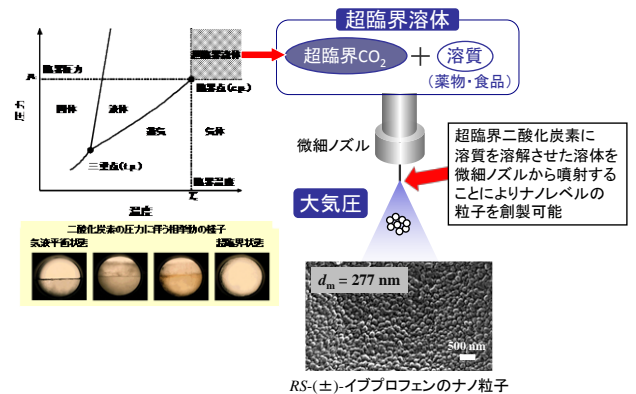 超臨界溶体
超臨界流体
超臨界CO2
+
溶質
(薬物・食品)
臨界圧力
Pc
臨界点(c.p.)
圧力
固体
液体
蒸気
気体
三重点(t.p.)
臨界温度
Tc
温度
微細ノズル
超臨界二酸化炭素に
溶質を溶解させた溶体を
微細ノズルから噴射する
ことによりナノレベルの
粒子を創製可能
大気圧
二酸化炭素の圧力に伴う相挙動の様子
気液平衡状態
超臨界状態
dm = 277 nm
500 nm
RS-(±)-イブプロフェンのナノ粒子